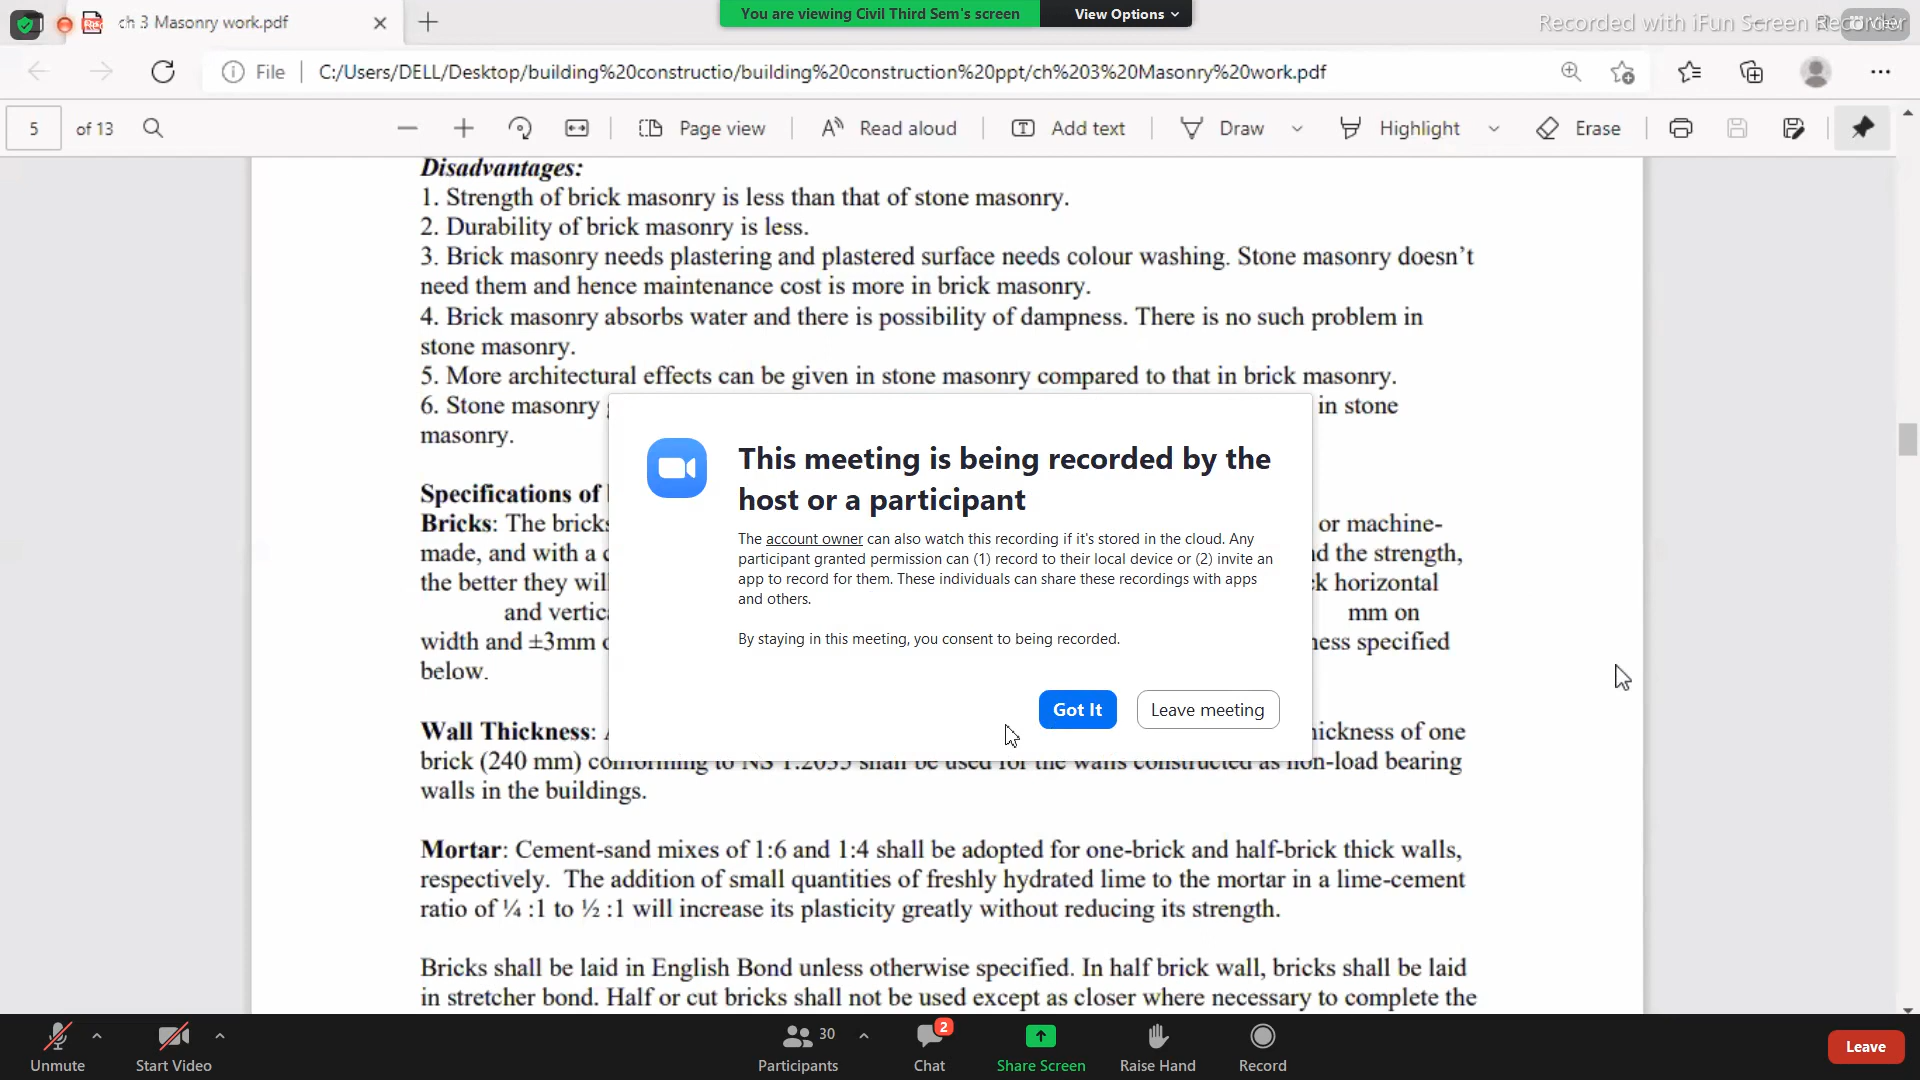 ch 3 Masonry work.pdf
You are viewing Civil Third Sem's screen
View Options
Recorded with iFun Screen Recorder
File
C:/Users/DELL/Desktop/building%20constructio/building%20construction%20ppt/ch%203%20Masonry%20work.pdf
5 of 13
Page view
Read aloud
Add text
Draw
Highlight
Erase
Disadvantages:
1. Strength of brick masonry is less than that of stone masonry.
2. Durability of brick masonry is less.
3. Brick masonry needs plastering and plastered surface needs colour washing. Stone masonry doesn’t
need them and hence maintenance cost is more in brick masonry.
4. Brick masonry absorbs water and there is possibility of dampness. There is no such problem in
stone masonry.
5. More architectural effects can be given in stone masonry compared to that in brick masonry.
6. Stone masonry in stone
masonry.
Specifications of
Bricks: The bricks or machine-
made, and with a the strength,
the better they will horizontal
and mm on
width and ±3mm specified
below.
Wall Thickness: of one
brick (240 mm) conforming to NS 1:2035 shall be used for the walls constructed as non-load bearing
walls in the buildings.
Mortar: Cement-sand mixes of 1:6 and 1:4 shall be adopted for one-brick and half-brick thick walls,
respectively. The addition of small quantities of freshly hydrated lime to the mortar in a lime-cement
ratio of ¼ :1 to ½ :1 will increase its plasticity greatly without reducing its strength.
Bricks shall be laid in English Bond unless otherwise specified. In half brick wall, bricks shall be laid
in stretcher bond. Half or cut bricks shall not be used except as closer where necessary to complete the
This meeting is being recorded by the
host or a participant
The account owner can also watch this recording if it's stored in the cloud. Any
participant granted permission can (1) record to their local device or (2) invite an
app to record for them. These individuals can share these recordings with apps
and others.
By staying in this meeting, you consent to being recorded.
Got It
Leave meeting
Unmute
Start Video
30
Participants
2
Chat
Share Screen
Raise Hand
Record
Leave